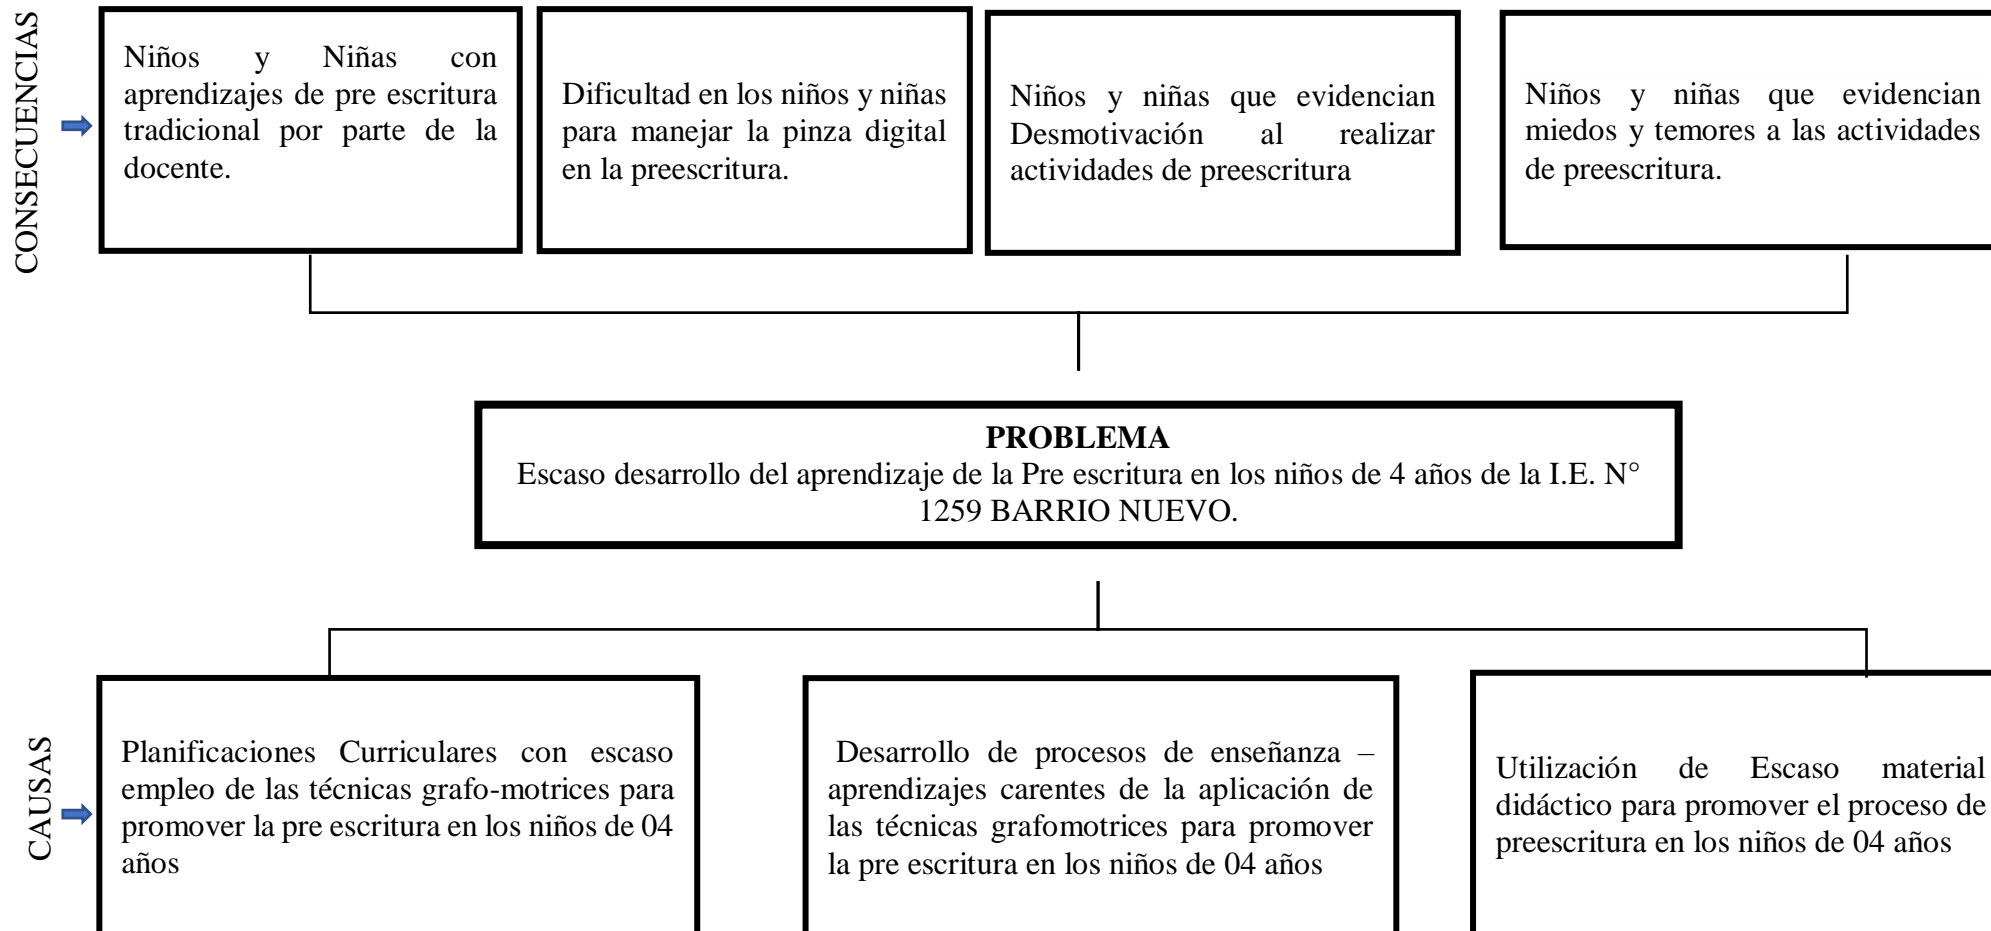 CONSECUENCIAS
Niños y Niñas con
aprendizajes de pre escritura
tradicional por parte de la
docente.
Dificultad en los niños y niñas
para manejar la pinza digital
en la preescritura.
Niños y niñas que evidencian
Desmotivación al realizar
actividades de preescritura
Niños y niñas que evidencian
miedos y temores a las actividades
de preescritura.
PROBLEMA
Escaso desarrollo del aprendizaje de la Pre escritura en los niños de 4 años de la I.E. N°
1259 BARRIO NUEVO.
CAUSAS
Planificaciones Curriculares con escaso
empleo de las técnicas grafo-motrices para
promover la pre escritura en los niños de 04
años
Desarrollo de procesos de enseñanza –
aprendizajes carentes de la aplicación de
las técnicas grafomotrices para promover
la pre escritura en los niños de 04 años
Utilización de Escaso material
didáctico para promover el proceso de
preescritura en los niños de 04 años